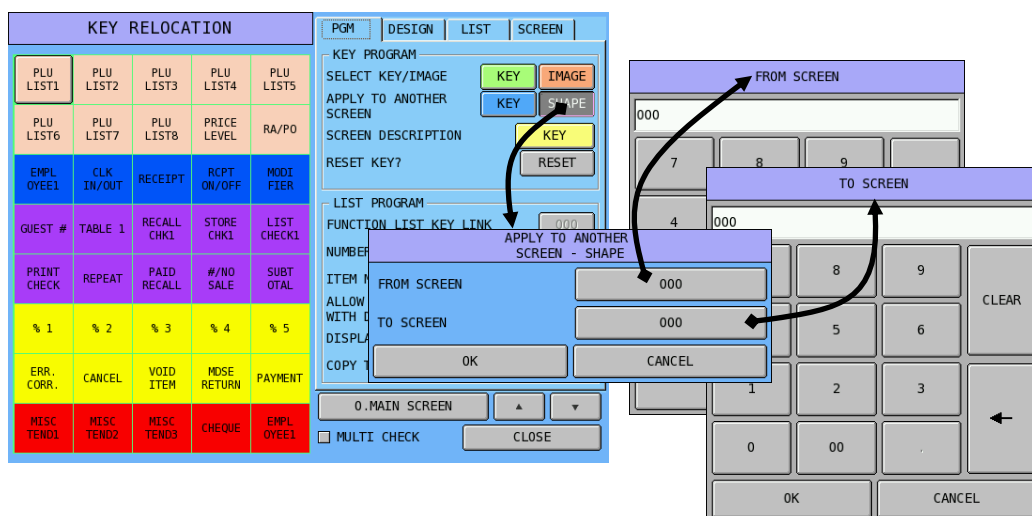 KEY RELOCATION
PLU LIST1
PLU LIST2
PLU LIST3
PLU LIST4
PLU LIST5
PLU LIST6
PLU LIST7
PLU LIST8
PRICE LEVEL
RA/PO
EMPL OYEE1
CLK IN/OUT
RECEIPT
RCPT ON/OFF
MODI FIER
GUEST #
TABLE 1
RECALL CHK1
STORE CHK1
LIST CHECK1
PRINT CHECK
REPEAT
PAID RECALL
#/NO SALE
SUBT OTAL
% 1
% 2
% 3
% 4
% 5
ERR. CORR.
CANCEL
VOID ITEM
MDSE RETURN
PAYMENT
MISC TEND1
MISC TEND2
MISC TEND3
CHEQUE
EMPL OYEE1
PGM
DESIGN
LIST
SCREEN
KEY PROGRAM
SELECT KEY/IMAGE
KEY
IMAGE
APPLY TO ANOTHER
SCREEN
KEY
SHAPE
SCREEN DESCRIPTION
KEY
RESET KEY?
RESET
LIST PROGRAM
FUNCTION LIST KEY LINK
000
NUMBER
ITEM
ALLOW
WITH
COPY
0.MAIN SCREEN
▲
▼
MULTI CHECK
CLOSE
APPLY TO ANOTHER
SCREEN - SHAPE
FROM SCREEN
000
TO SCREEN
000
OK
CANCEL
FROM SCREEN
000
7
8
9
4
TO SCREEN
000
8
9
CLEAR
5
6
1
2
3
0
00
.
OK
CANCEL